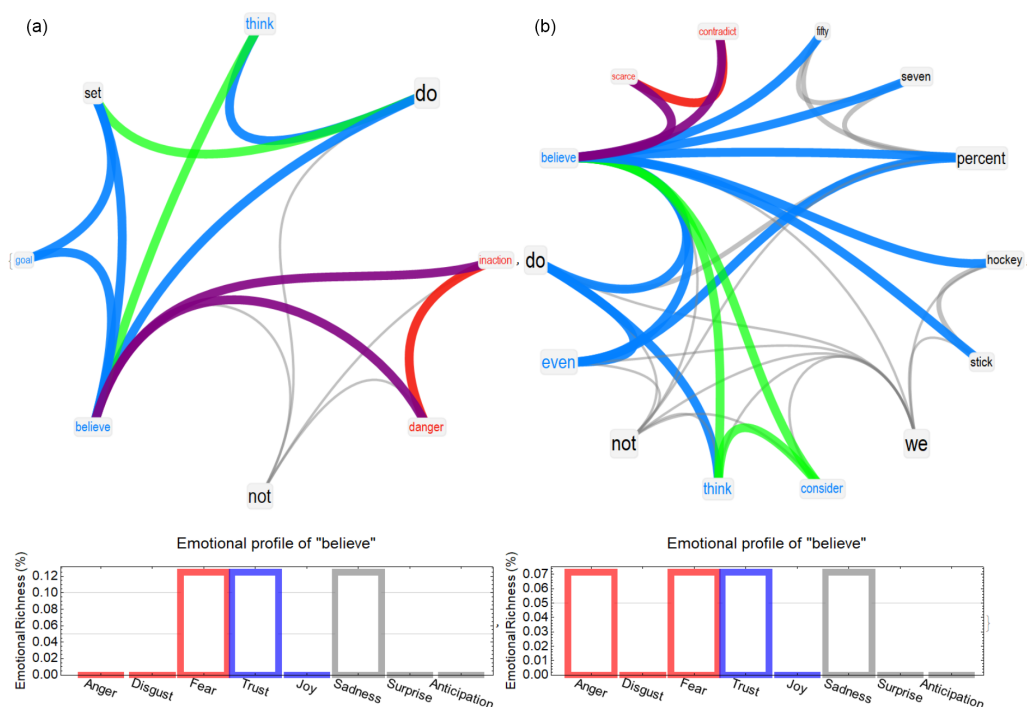 (a)
think
set
do
{
goal
inaction
,
believe
danger
not
(b)
contradict
fifty
scarce
seven
believe
percent
do
hockey
even
stick
not
we
think
consider
Emotional profile of "believe"
Emotional Richness (%)
0.12
0.10
0.08
0.06
0.04
0.02
0.00
Anger
Disgust
Fear
Trust
Joy
Sadness
Surprise
Anticipation
,
Emotional profile of "believe"
Emotional Richness (%)
0.07
0.06
0.05
0.04
0.03
0.02
0.01
0.00
Anger
Disgust
Fear
Trust
Joy
Sadness
Surprise
Anticipation
}